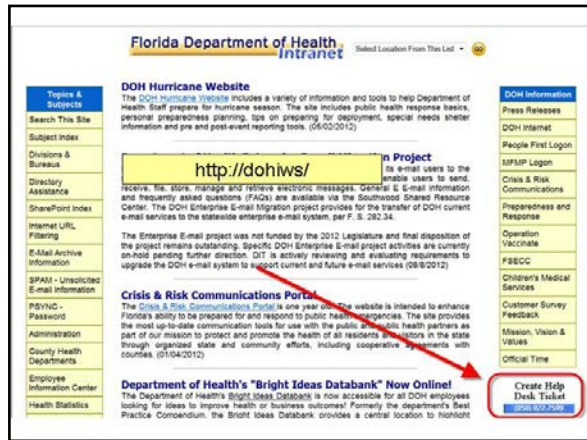 Florida Department of Health
Intranet
Select Location From This List
GO
Topics &
Subjects
Search This Site
Subject Index
Divisions &
Bureaus
Directory
Assistance
SharePoint Index
Internet URL
Filtering
E-Mail Archive
Information
SPAM - Unsolicited
E-mail Information
PSYNC -
Password
Administration
County Health
Departments
Employee
Information Center
Health Statistics
DOH Hurricane Website
The DOH Hurricane Website includes a variety of information and tools to help Department of
Health Staff prepare for hurricane season. The site includes public health response basics,
personal preparedness planning, tips on preparing for deployment, special needs shelter
information and pre and post-event reporting tools. (05/02/2012)
http://dohiws/
Project
its e-mail users to the
enable users to send,
receive, file, store, manage and retrieve electronic messages. General E E-mail information
and frequently asked questions (FAQs) are available via the Southwood Shared Resource
Center. The DOH Enterprise E-mail Migration project provides for the transfer of DOH current
e-mail services to the statewide enterprise e-mail system, per F. S. 282.34.
The Enterprise E-mail project was not funded by the 2012 Legislature and final disposition of
the project remains outstanding. Specific DOH Enterprise E-mail project activities are currently
on-hold pending further direction. DIT is actively reviewing and evaluating requirements to
upgrade the DOH e-mail system to support current and future e-mail services (08/8/2012)
Crisis & Risk Communications Portal
The Crisis & Risk Communications Portal is one year old. The website is intended to enhance
Florida's ability to be prepared for and respond to public health emergencies. The site provides
the most up-to-date communication tools for use with the public and public health partners as
part of our mission to protect and promote the health of all residents and visitors in the state
through organized state and community efforts, including cooperative agreements with
counties. (01/04/2012)
Department of Health's "Bright Ideas Databank" Now Online!
The Department of Health's Bright Ideas Databank is now accessible for all DOH employees
looking for ideas to improve health or business outcomes! Formerly the department's Best
Practice Compendium, the Bright Ideas Databank provides a central location to highlight
DOH Information
Press Releases
DOH Internet
People First Logon
MFMP Logon
Crisis & Risk
Communications
Preparedness and
Response
Operation
Vaccinate
FSECC
Children's Medical
Services
Customer Survey
Feedback
Mission, Vision &
Values
Official Time
Create Help
Desk Ticket
(850) 922-7599